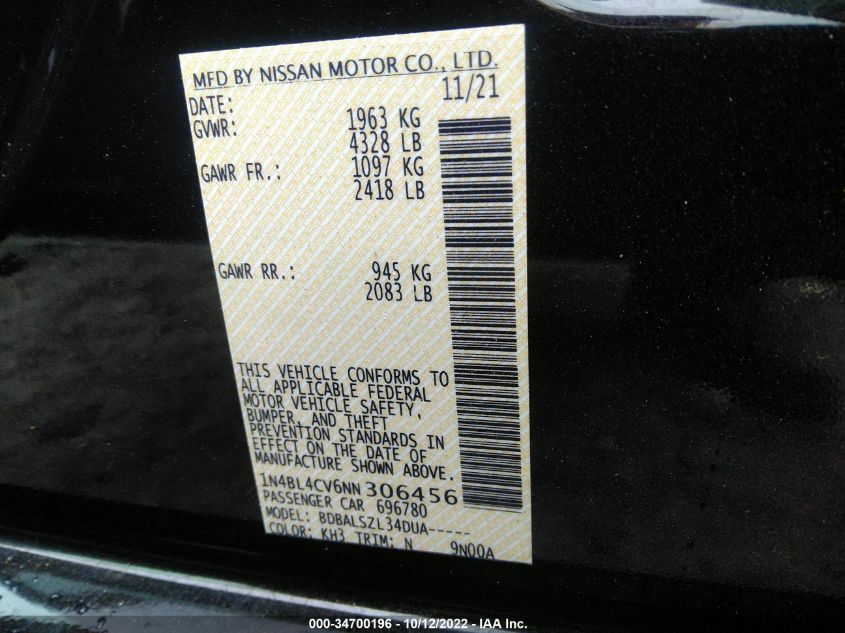 MFD BY NISSAN MOTOR CO., LTD.
DATE: 11/21
GVWR: 1963 KG
4328 LB
GAWR FR.: 1097 KG
2418 LB
GAWR RR.: 945 KG
2083 LB
THIS VEHICLE CONFORMS TO
ALL APPLICABLE FEDERAL
MOTOR VEHICLE SAFETY,
BUMPER, AND THEFT
PREVENTION STANDARDS IN
EFFECT ON THE DATE OF
MANUFACTURE SHOWN ABOVE.
1N4BL4CV6NN306456
PASSENGER CAR 696780
MODEL: BDBALSZL34DUA-----
COLOR: KH3 TRIM: N 9N00A
000-34700196 - 10/12/2022 - IAA Inc.